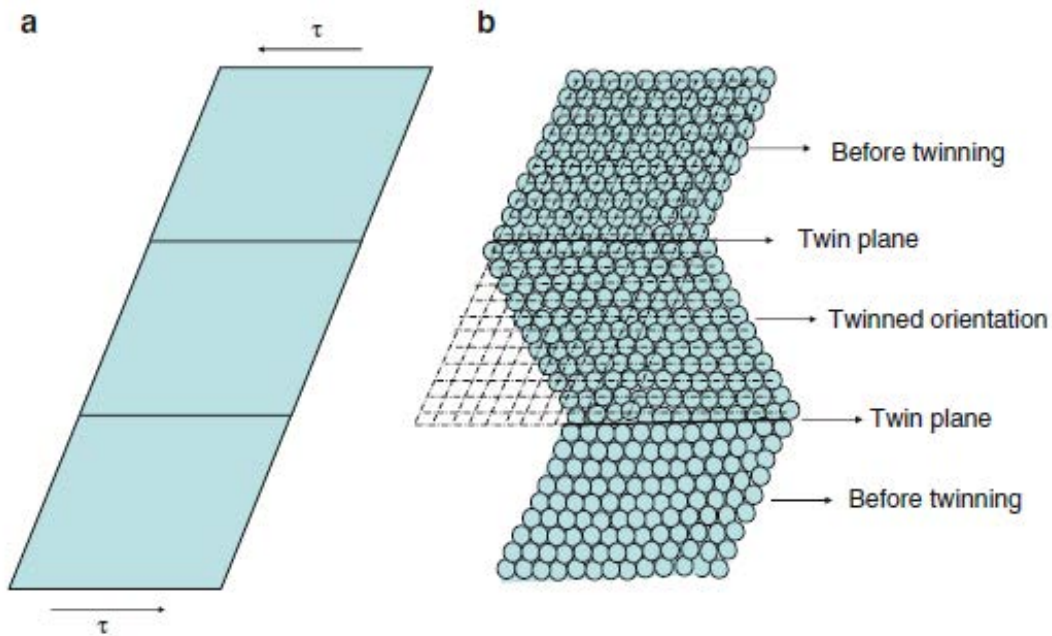 a
τ
τ
b
Before twinning
Twin plane
Twinned orientation
Twin plane
Before twinning